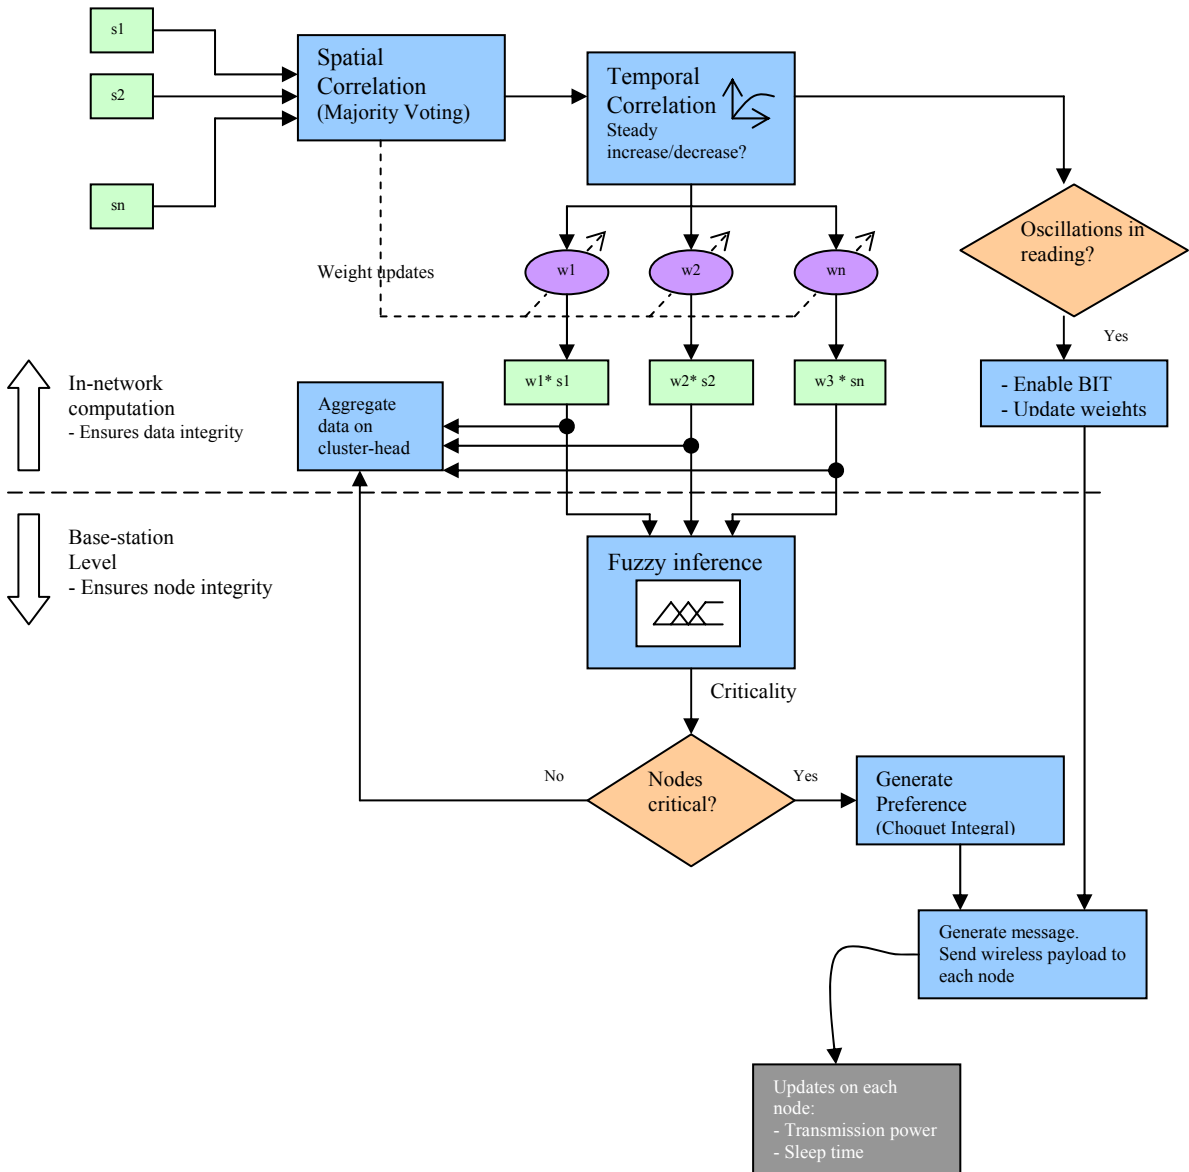 s1
s2
sn
Spatial
Correlation
(Majority Voting)
Temporal
Correlation
Steady
increase/decrease?
Oscillations in
reading?
Weight updates
w1
w2
wn
Yes
- Enable BIT
- Update weights
w1* s1
w2* s2
w3 * sn
In-network
computation
- Ensures data integrity
Aggregate
data on
cluster-head
Base-station
Level
- Ensures node integrity
Fuzzy inference
Criticality
No
Nodes
critical?
Yes
Generate
Preference
(Choquet Integral)
Generate message.
Send wireless payload to
each node
Updates on each
node:
- Transmission power
- Sleep time